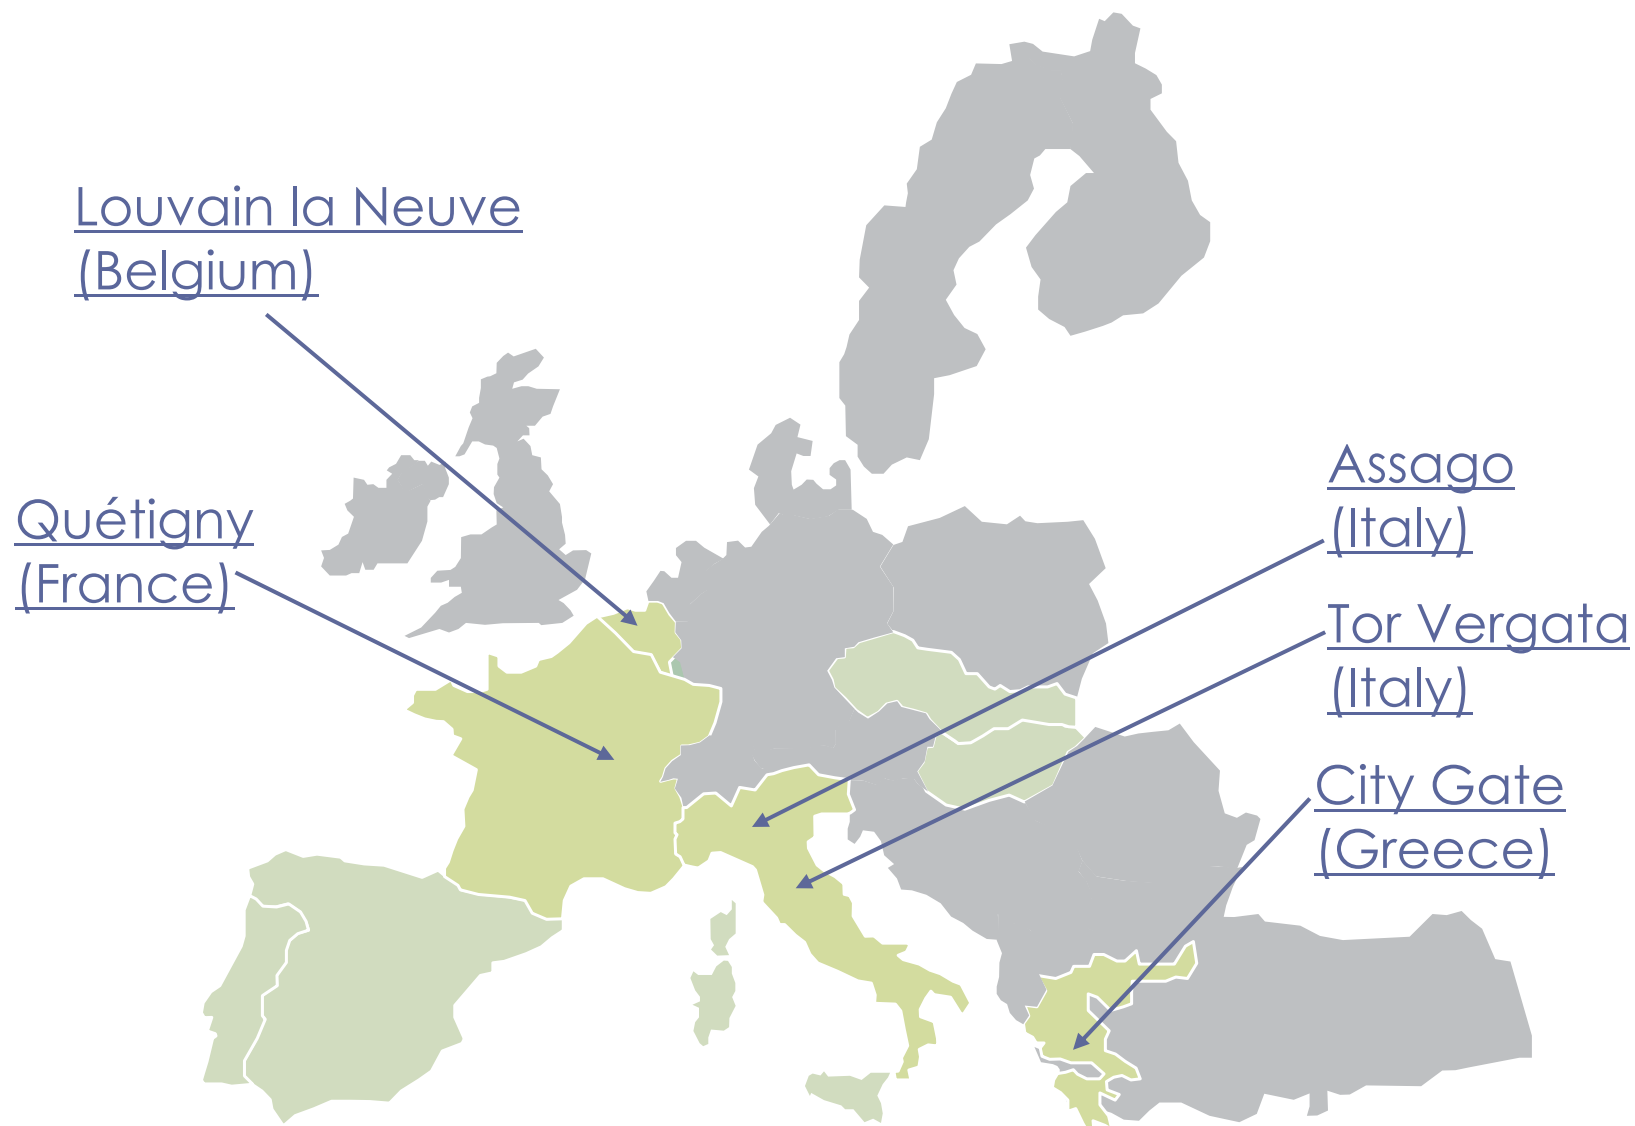 Louvain la Neuve
(Belgium)
Quétigny
(France)
Assago
(Italy)
Tor Vergata
(Italy)
City Gate
(Greece)